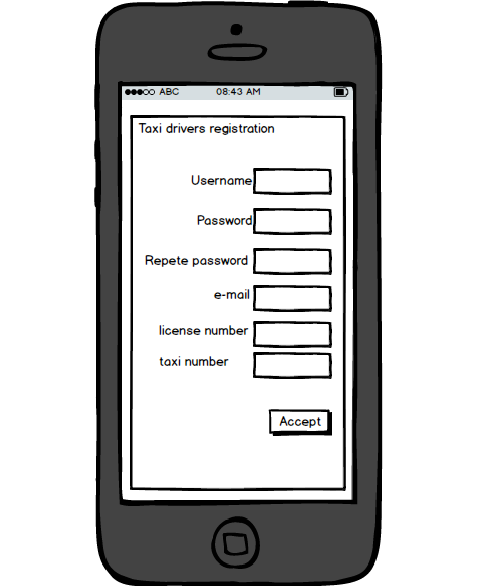 ABC 08:43 AM
Taxi drivers registration
Username
Password
Repete password
e-mail
license number
taxi number
Accept